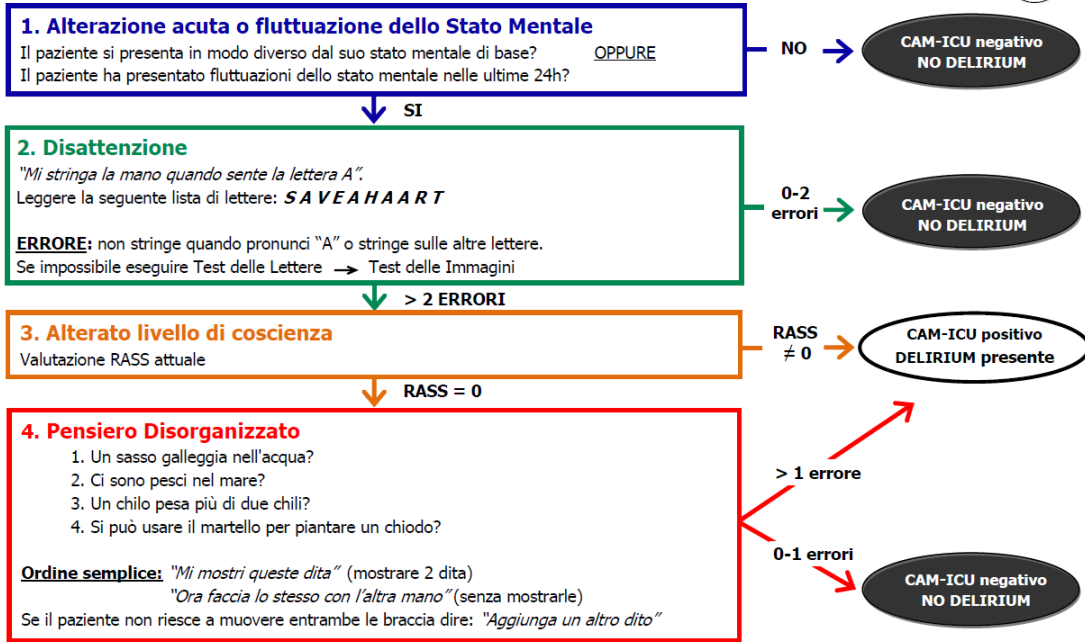 1. Alterazione acuta o fluttuazione dello Stato Mentale
Il paziente si presenta in modo diverso dal suo stato mentale di base? OPPURE
Il paziente ha presentato fluttuazioni dello stato mentale nelle ultime 24h?
NO
CAM-ICU negativo
NO DELIRIUM
SI
2. Disattenzione
“Mi stringa la mano quando sente la lettera A”.
Leggere la seguente lista di lettere: S A V E A H A A R T
ERRORE: non stringe quando pronunci “A” o stringe sulle altre lettere.
Se impossibile eseguire Test delle Lettere → Test delle Immagini
0-2
errori
CAM-ICU negativo
NO DELIRIUM
> 2 ERRORI
3. Alterato livello di coscienza
Valutazione RASS attuale
RASS
≠ 0
CAM-ICU positivo
DELIRIUM presente
RASS = 0
4. Pensiero Disorganizzato
1. Un sasso galleggia nell'acqua?
2. Ci sono pesci nel mare?
3. Un chilo pesa più di due chili?
4. Si può usare il martello per piantare un chiodo?
Ordine semplice: “Mi mostri queste dita” (mostrare 2 dita)
“Ora faccia lo stesso con l’altra mano” (senza mostrarle)
Se il paziente non riesce a muovere entrambe le braccia dire: “Aggiunga un altro dito”
> 1 errore
0-1 errori
CAM-ICU negativo
NO DELIRIUM